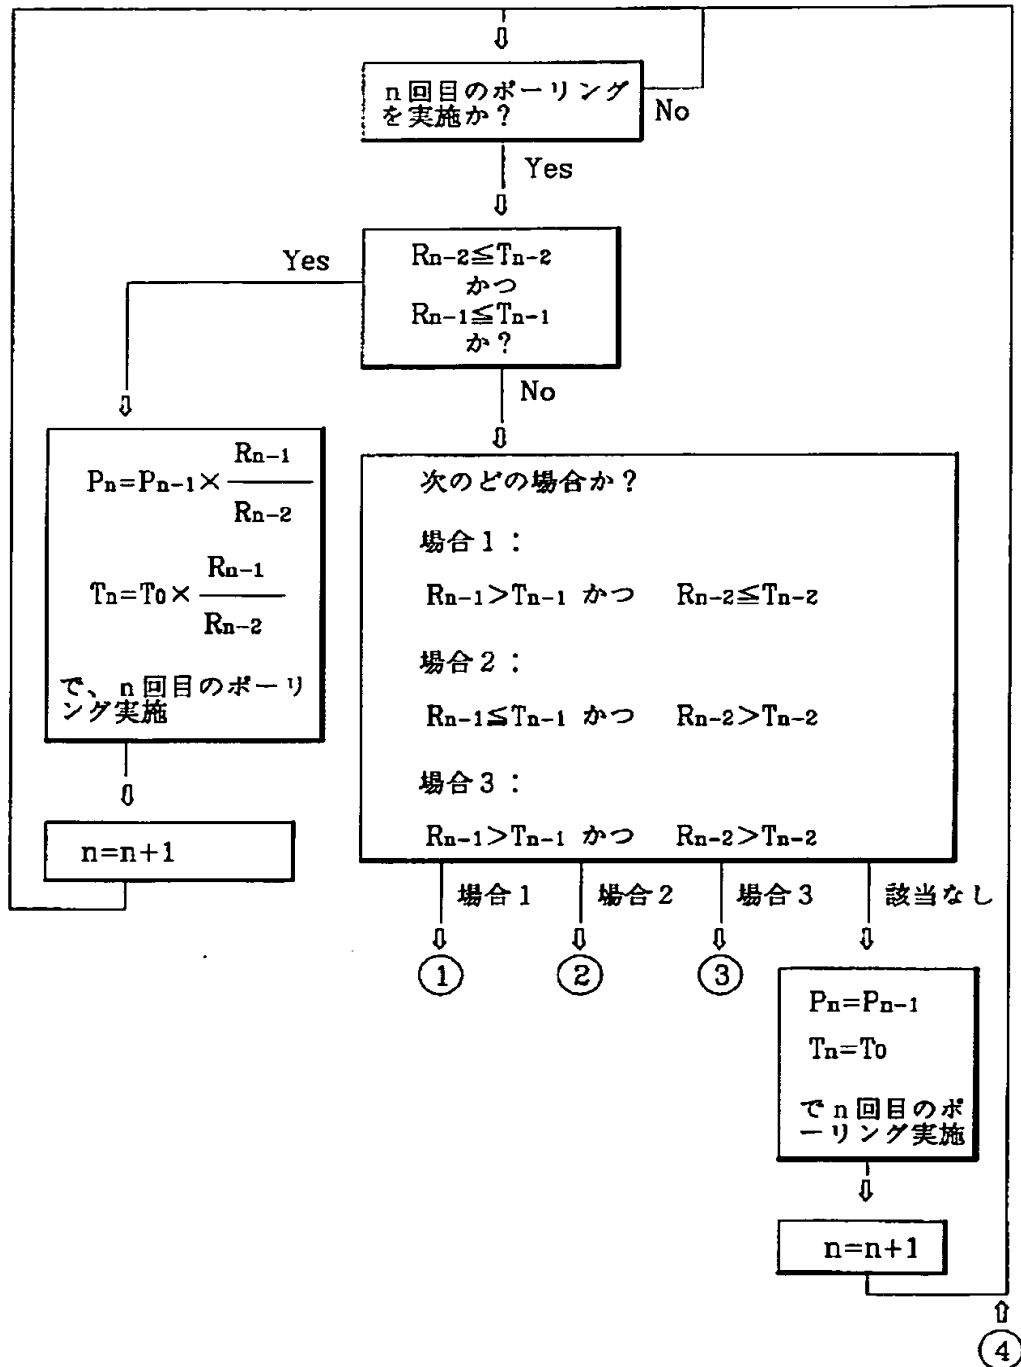 n回目のポーリング
を実施か?
No
Yes
Rn-2≦Tn-2
かつ
Rn-1≦Tn-1
か?
Yes
No
Pn=Pn-1×Rn-1/Rn-2
Tn=T0×Rn-1/Rn-2
で、n回目のポーリ
ング実施
n=n+1
次のどの場合か?
場合1:
Rn-1>Tn-1 かつ Rn-2≦Tn-2
場合2:
Rn-1≦Tn-1 かつ Rn-2>Tn-2
場合3:
Rn-1>Tn-1 かつ Rn-2>Tn-2
場合1
場合2
場合3
該当なし
①
②
③
Pn=Pn-1
Tn=T0
でn回目のポ
ーリング実施
n=n+1
④